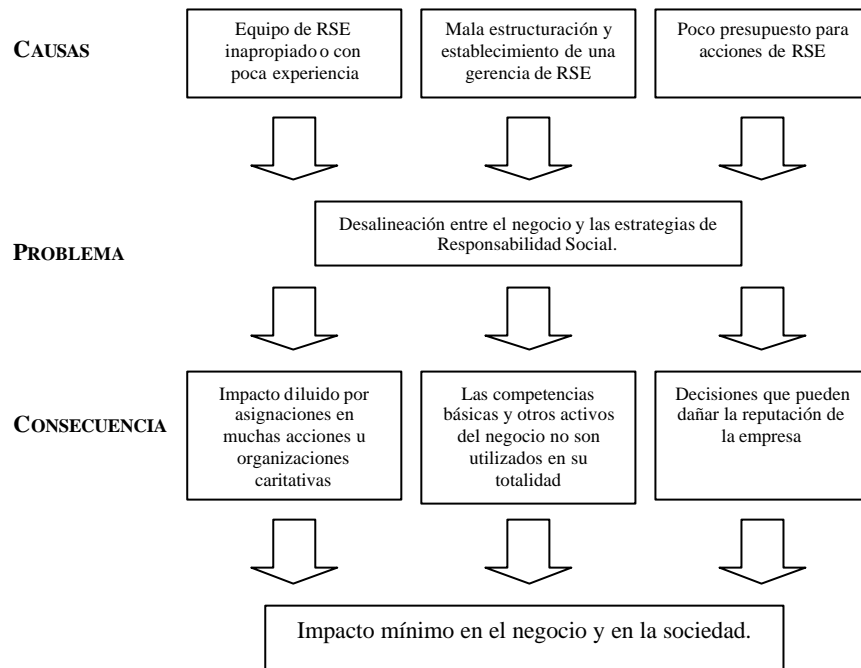 CAUSAS
Equipo de RSE
inapropiado o con
poca experiencia
Mala estructuración y
establecimiento de una
gerencia de RSE
Poco presupuesto para
acciones de RSE
PROBLEMA
Desalineación entre el negocio y las estrategias de
Responsabilidad Social.
CONSECUENCIA
Impacto diluido por
asignaciones en
muchas acciones u
organizaciones
caritativas
Las competencias
básicas y otros activos
del negocio no son
utilizados en su
totalidad
Decisiones que pueden
dañar la reputación de
la empresa
Impacto mínimo en el negocio y en la sociedad.